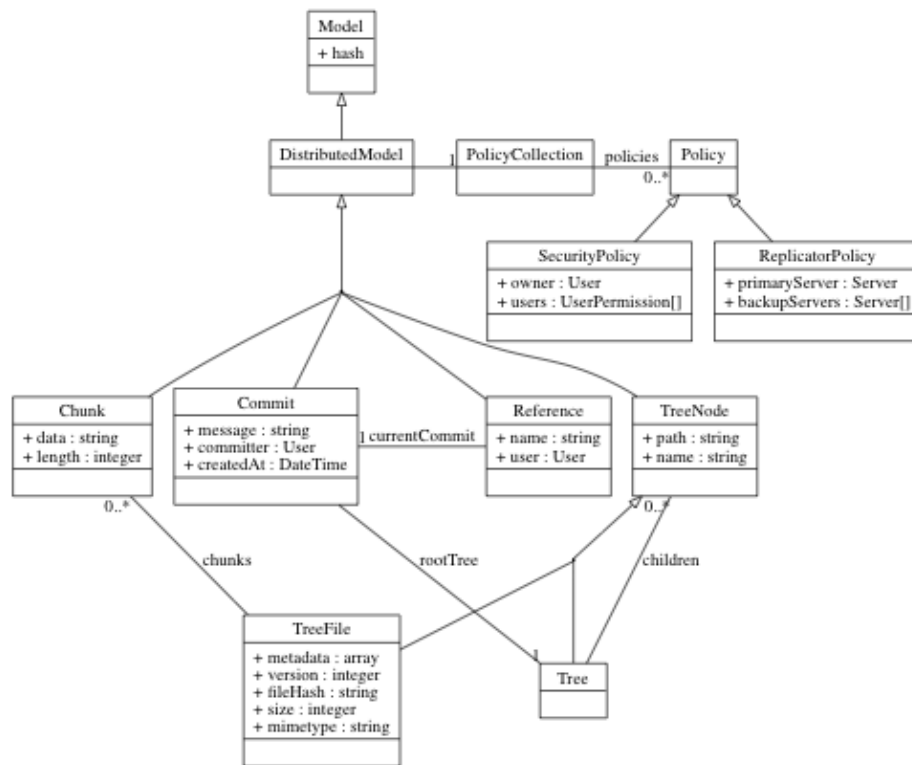 Model
+ hash
DistributedModel
1
PolicyCollection
policies
0..*
Policy
SecurityPolicy
+ owner : User
+ users : UserPermission[]
ReplicatorPolicy
+ primaryServer : Server
+ backupServers : Server[]
Chunk
+ data : string
+ length : integer
Commit
+ message : string
+ committer : User
+ createdAt : DateTime
1
currentCommit
Reference
+ name : string
+ user : User
TreeNode
+ path : string
+ name : string
0..*
0..*
chunks
rootTree
children
TreeFile
+ metadata : array
+ version : integer
+ fileHash : string
+ size : integer
+ mimetype : string
1
Tree